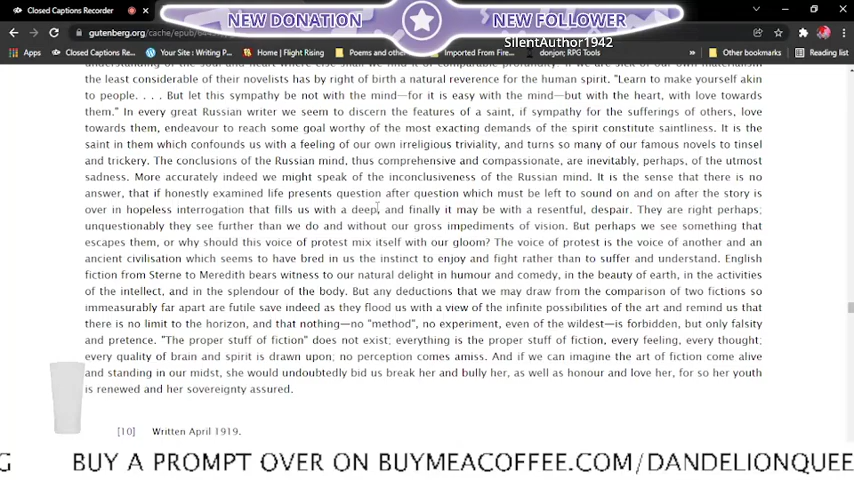 Closed Captions Recorder
NEW DONATION
NEW FOLLOWER
SilentAuthor1942
gutenberg.org/cache/epub/64
Apps
Closed Captions Reco...
Your Site : Writing
Home | Flight Rising
Poems and other
Imported From Fire...
donjon; RPG Tools
»
Other bookmarks
Reading list
the least considerable of their novelists has by right of birth a natural reverence for the human spirit. "Learn to make yourself akin
to people. . . . But let this sympathy be not with the mind—for it is easy with the mind—but with the heart, with love towards
them." In every great Russian writer we seem to discern the features of a saint, if sympathy for the sufferings of others, love
towards them, endeavour to reach some goal worthy of the most exacting demands of the spirit constitute saintliness. It is the
saint in them which confounds us with a feeling of our own irreligious triviality, and turns so many of our famous novels to tinsel
and trickery. The conclusions of the Russian mind, thus comprehensive and compassionate, are inevitably, perhaps, of the utmost
sadness. More accurately indeed we might speak of the inconclusiveness of the Russian mind. It is the sense that there is no
answer, that if honestly examined life presents question after question which must be left to sound on and on after the story is
over in hopeless interrogation that fills us with a deep, and finally it may be with a resentful, despair. They are right perhaps;
unquestionably they see further than we do and without our gross impediments of vision. But perhaps we see something that
escapes them, or why should this voice of protest mix itself with our gloom? The voice of protest is the voice of another and an
ancient civilisation which seems to have bred in us the instinct to enjoy and fight rather than to suffer and understand. English
fiction from Sterne to Meredith bears witness to our natural delight in humour and comedy, in the beauty of earth, in the activities
of the intellect, and in the splendour of the body. But any deductions that we may draw from the comparison of two fictions so
immeasurably far apart are futile save indeed as they flood us with a view of the infinite possibilities of the art and remind us that
there is no limit to the horizon, and that nothing—no "method", no experiment, even of the wildest—is forbidden, but only falsity
and pretence. "The proper stuff of fiction" does not exist; everything is the proper stuff of fiction, every feeling, every thought;
every quality of brain and spirit is drawn upon; no perception comes amiss. And if we can imagine the art of fiction come alive
and standing in our midst, she would undoubtedly bid us break her and bully her, as well as honour and love her, for so her youth
is renewed and her sovereignty assured.
[10] Written April 1919.
G BUY A PROMPT OVER ON BUYMEACOFFEE.COM/DANDELIONQUEE